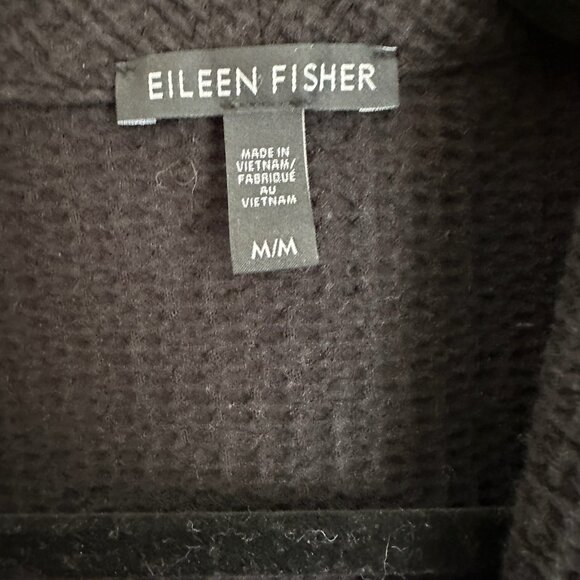 EILEEN FISHER
MADE IN
VIETNAM/
FABRIQUÉ
AU
VIETNAM
M/M